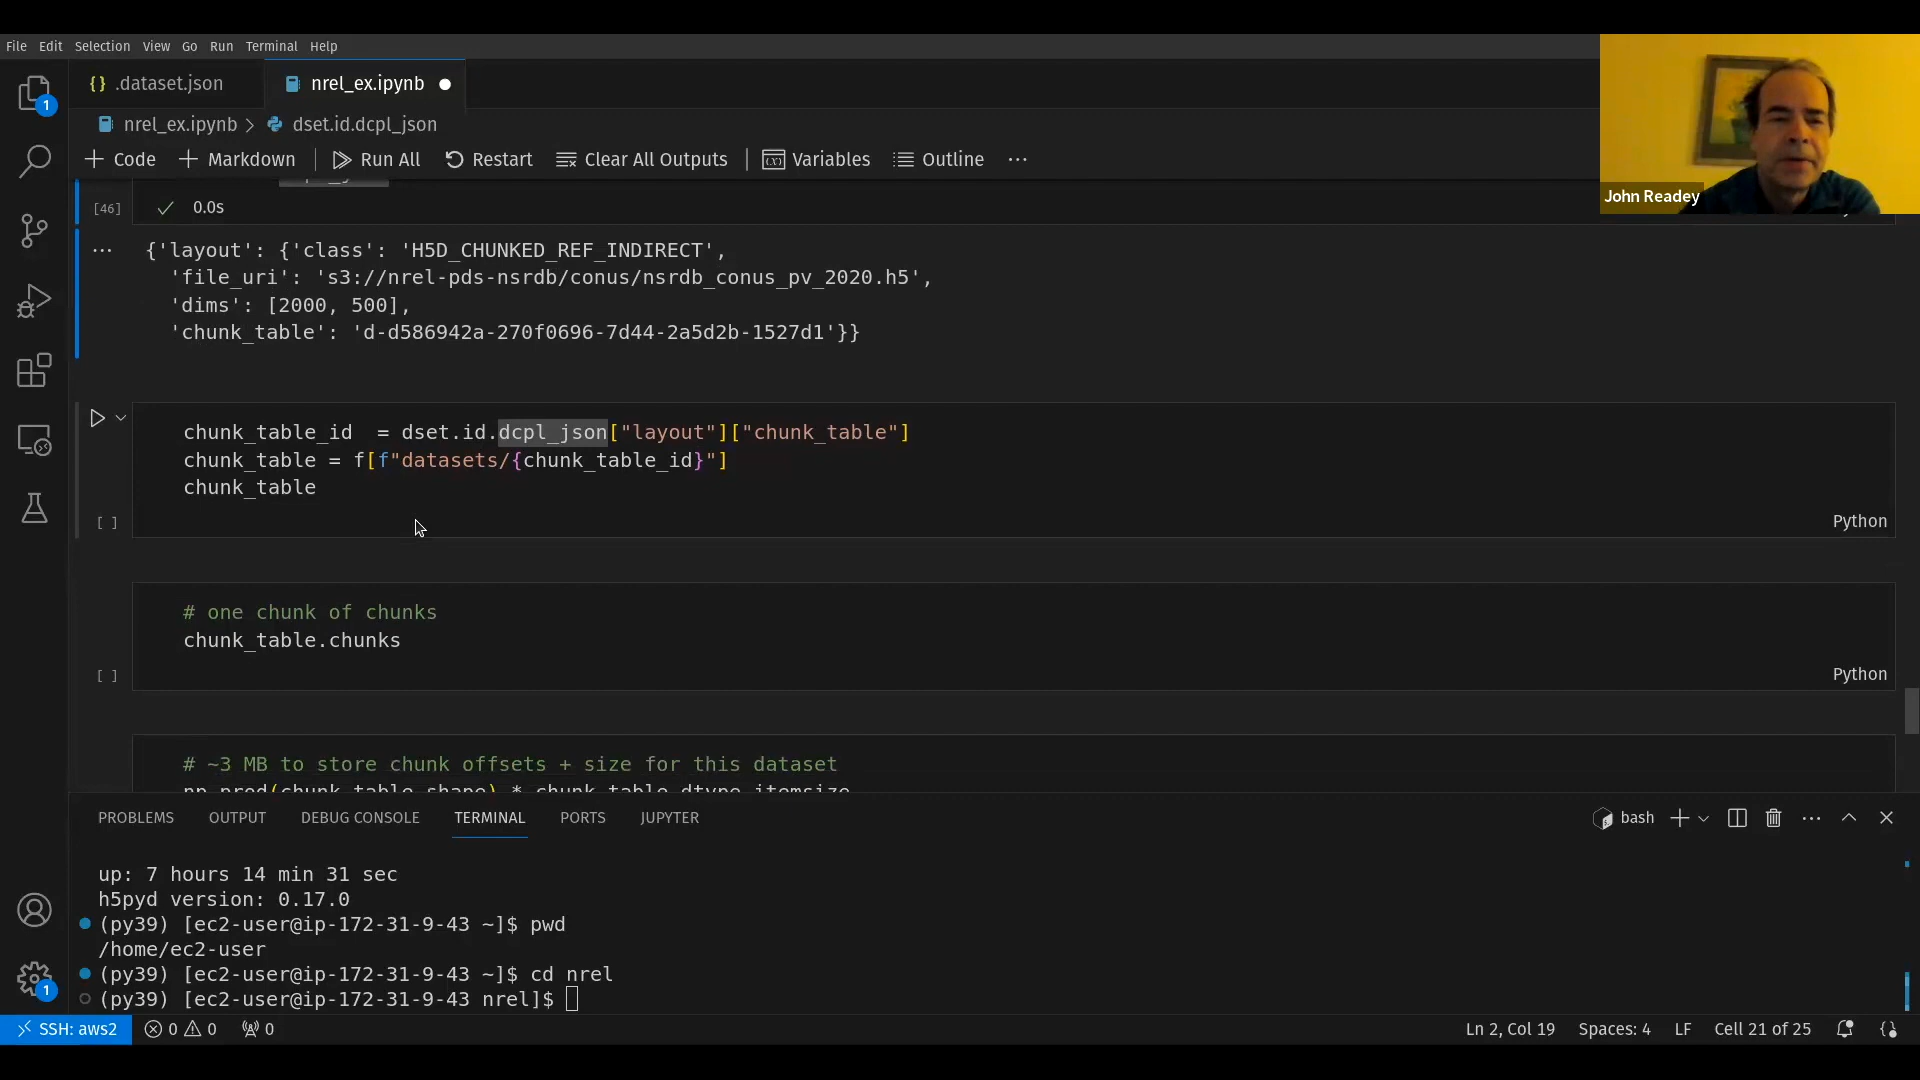 File Edit Selection View Go Run Terminal Help
{} .dataset.json nrel_ex.ipynb
nrel_ex.ipynb > dset.id.dcpl_json
+ Code + Markdown Run All Restart Clear All Outputs Variables Outline ...
John Readey
[46] 0.0s
... {'layout': {'class': 'H5D_CHUNKED_REF_INDIRECT',
'file_uri': 's3://nrel-pds-nsrdb/conus/nsrdb_conus_pv_2020.h5',
'dims': [2000, 500],
'chunk_table': 'd-d586942a-270f0696-7d44-2a5d2b-1527d1'}}
chunk_table_id = dset.id.dcpl_json["layout"]["chunk_table"]
chunk_table = f[f"datasets/{chunk_table_id}"]
chunk_table
[ ] Python
# one chunk of chunks
chunk_table.chunks
[ ] Python
# ~3 MB to store chunk offsets + size for this dataset
np.prod(chunk_table.shape) * chunk_table.dtype.itemsize
PROBLEMS OUTPUT DEBUG CONSOLE TERMINAL PORTS JUPYTER bash
up: 7 hours 14 min 31 sec
h5pyd version: 0.17.0
(py39) [ec2-user@ip-172-31-9-43 ~]$ pwd
/home/ec2-user
(py39) [ec2-user@ip-172-31-9-43 ~]$ cd nrel
(py39) [ec2-user@ip-172-31-9-43 nrel]$
SSH: aws2 0 0 0 Ln 2, Col 19 Spaces: 4 LF Cell 21 of 25